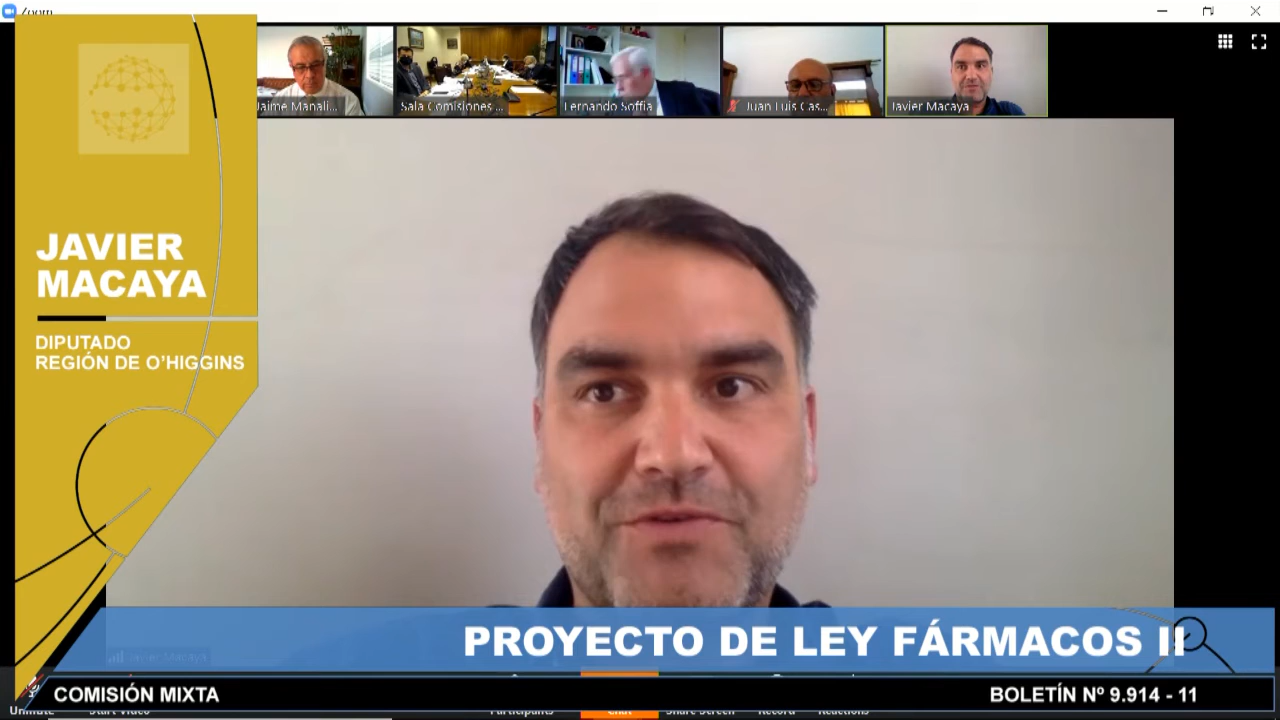 Zoom
Jaime Manali...
Sala Comisiones ...
Fernando Soffia
Juan Luis Cas...
Javier Macaya
JAVIER
MACAYA
DIPUTADO
REGIÓN DE O'HIGGINS
PROYECTO DE LEY FÁRMACOS II
Javier Macaya
COMISIÓN MIXTA
BOLETÍN Nº 9.914 - 11
Unmute
Start Video
Participants
Chat
Share Screen
Record
Reactions